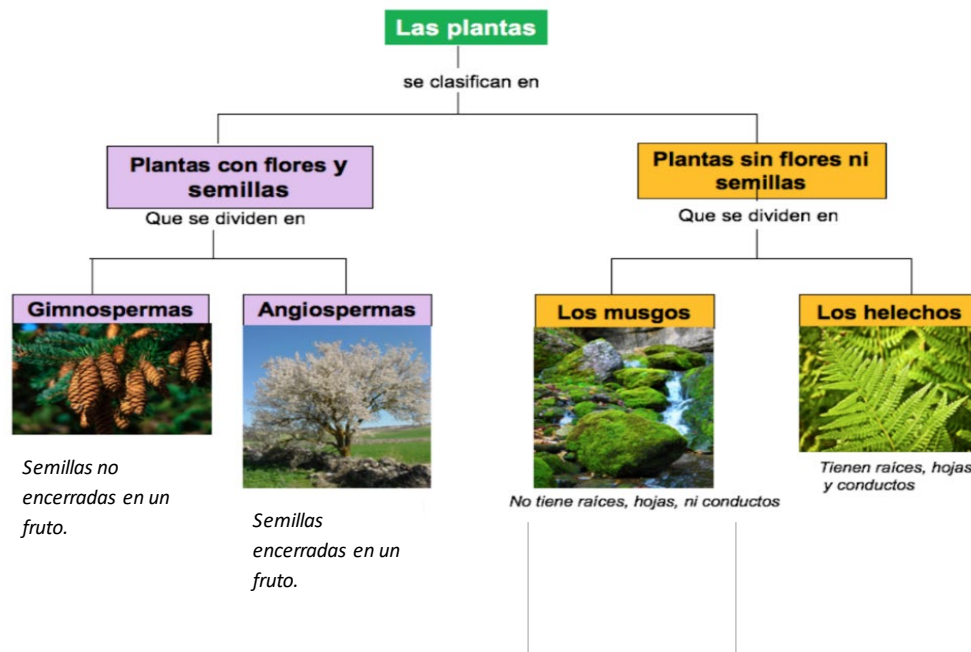 Las plantas
se clasifican en
Plantas con flores y
semillas
Que se dividen en
Plantas sin flores ni
semillas
Que se dividen en
Gimnospermas
Semillas no
encerradas en un
fruto.
Angiospermas
Semillas
encerradas en un
fruto.
Los musgos
No tiene raíces, hojas, ni conductos
Los helechos
Tienen raíces, hojas
y conductos